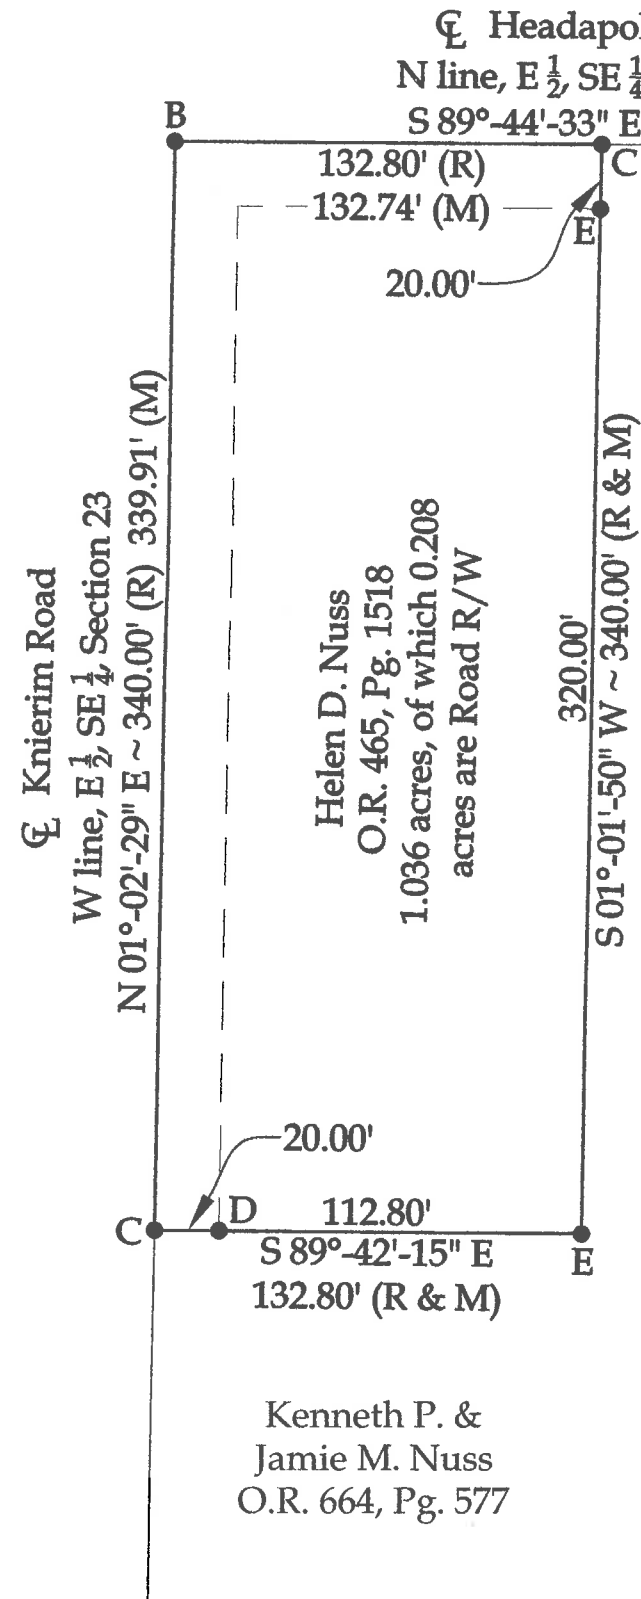 ℄ Headapo
N line, E ½, SE ¼
S 89°-44'-33" E
B
132.80' (R)
C
132.74' (M)
E
20.00'
℄ Knierim Road
W line, E ½, SE ¼, Section 23
N 01°-02'-29" E ~ 340.00' (R) 339.91' (M)
Helen D. Nuss
O.R. 465, Pg. 1518
1.036 acres, of which 0.208
acres are Road R/W
320.00'
S 01°-01'-50" W ~ 340.00' (R & M)
20.00'
C
D
112.80'
S 89°-42'-15" E
E
132.80' (R & M)
Kenneth P. &
Jamie M. Nuss
O.R. 664, Pg. 577